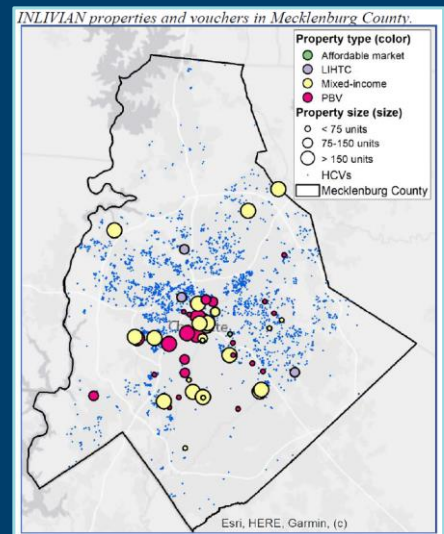 INLIVIAN properties and vouchers in Mecklenburg County.
Property type (color)
Affordable market
LIHTC
Mixed-income
PBV
Property size (size)
< 75 units
75-150 units
> 150 units
HCVs
Mecklenburg County
Esri, HERE, Garmin, (c)